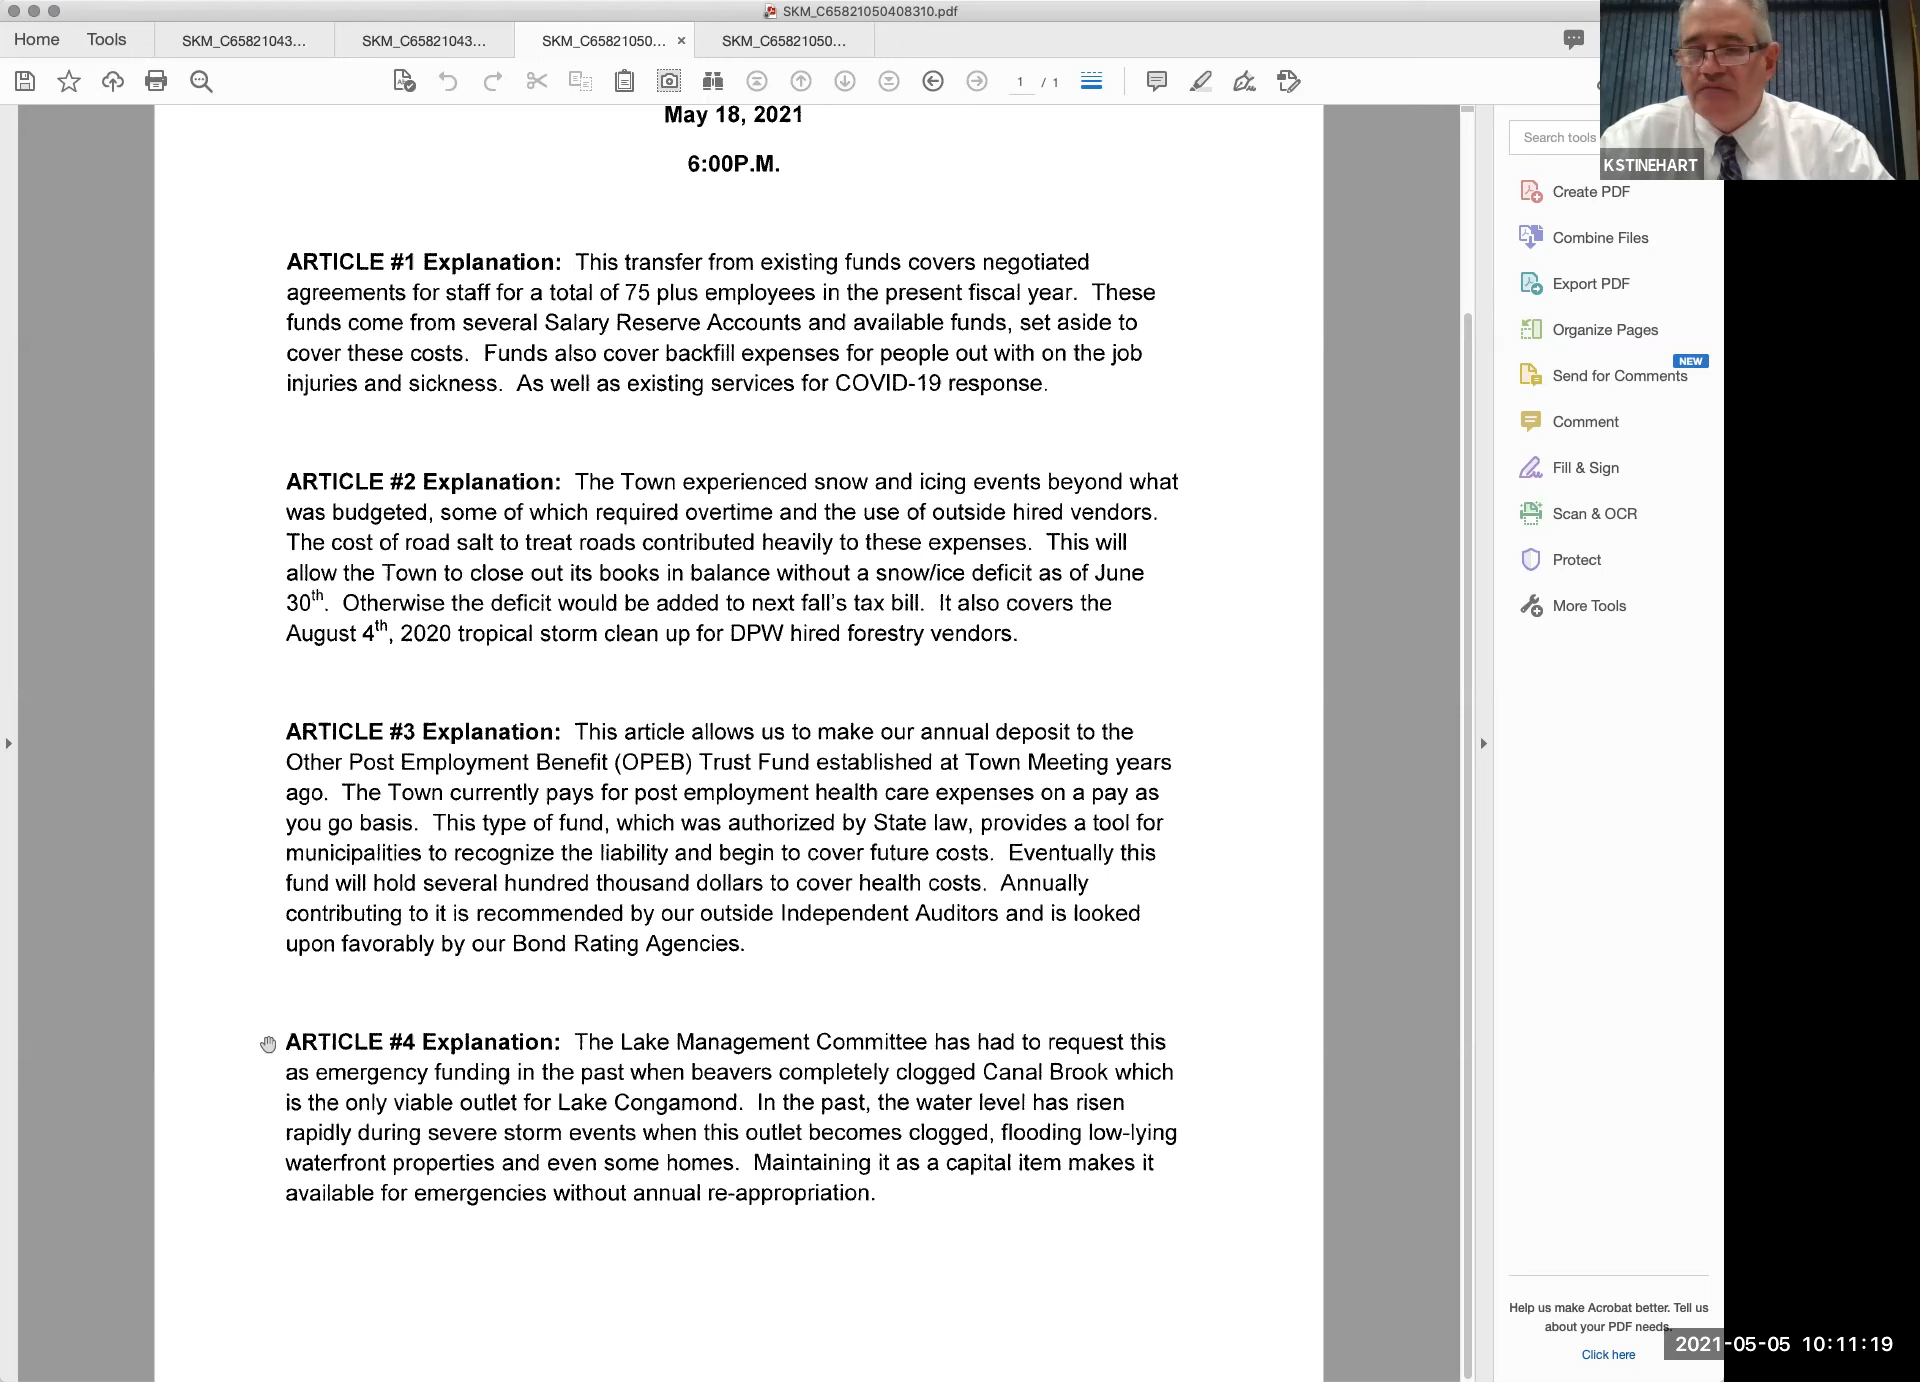 SKM_C65821050408310.pdf
Home Tools SKM_C65821043... SKM_C65821043... SKM_C65821050... × SKM_C65821050...
1 / 1
May 18, 2021
6:00P.M.
ARTICLE #1 Explanation: This transfer from existing funds covers negotiated
agreements for staff for a total of 75 plus employees in the present fiscal year. These
funds come from several Salary Reserve Accounts and available funds, set aside to
cover these costs. Funds also cover backfill expenses for people out with on the job
injuries and sickness. As well as existing services for COVID-19 response.
ARTICLE #2 Explanation: The Town experienced snow and icing events beyond what
was budgeted, some of which required overtime and the use of outside hired vendors.
The cost of road salt to treat roads contributed heavily to these expenses. This will
allow the Town to close out its books in balance without a snow/ice deficit as of June
30th. Otherwise the deficit would be added to next fall's tax bill. It also covers the
August 4th, 2020 tropical storm clean up for DPW hired forestry vendors.
ARTICLE #3 Explanation: This article allows us to make our annual deposit to the
Other Post Employment Benefit (OPEB) Trust Fund established at Town Meeting years
ago. The Town currently pays for post employment health care expenses on a pay as
you go basis. This type of fund, which was authorized by State law, provides a tool for
municipalities to recognize the liability and begin to cover future costs. Eventually this
fund will hold several hundred thousand dollars to cover health costs. Annually
contributing to it is recommended by our outside Independent Auditors and is looked
upon favorably by our Bond Rating Agencies.
ARTICLE #4 Explanation: The Lake Management Committee has had to request this
as emergency funding in the past when beavers completely clogged Canal Brook which
is the only viable outlet for Lake Congamond. In the past, the water level has risen
rapidly during severe storm events when this outlet becomes clogged, flooding low-lying
waterfront properties and even some homes. Maintaining it as a capital item makes it
available for emergencies without annual re-appropriation.
Search tools
KSTINEHART
Create PDF
Combine Files
Export PDF
Organize Pages
NEW
Send for Comments
Comment
Fill & Sign
Scan & OCR
Protect
More Tools
Help us make Acrobat better. Tell us
about your PDF needs.
Click here
2021-05-05 10:11:19